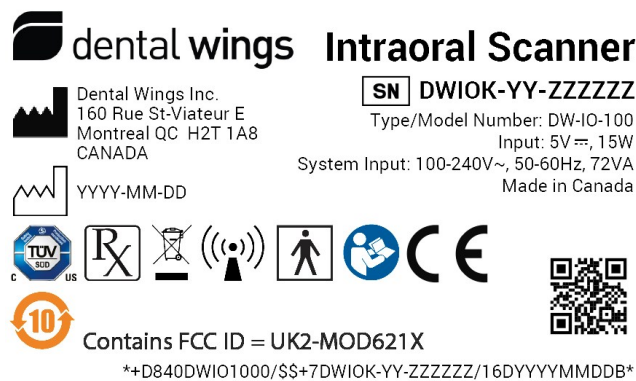 dental wings
Intraoral Scanner
SN DWIOK-YY-ZZZZZZ
Dental Wings Inc.
160 Rue St-Viateur E
Montreal QC H2T 1A8
CANADA
Type/Model Number: DW-IO-100
Input: 5V⎓, 15W
System Input: 100-240V~, 50-60Hz, 72VA
Made in Canada
YYYY-MM-DD
TÜV
SÜD
C US
Rx
CE
10
Contains FCC ID = UK2-MOD621X
*+D840DWIO1000/$$+7DWIOK-YY-ZZZZZZ/16DYYYYMMDDB*